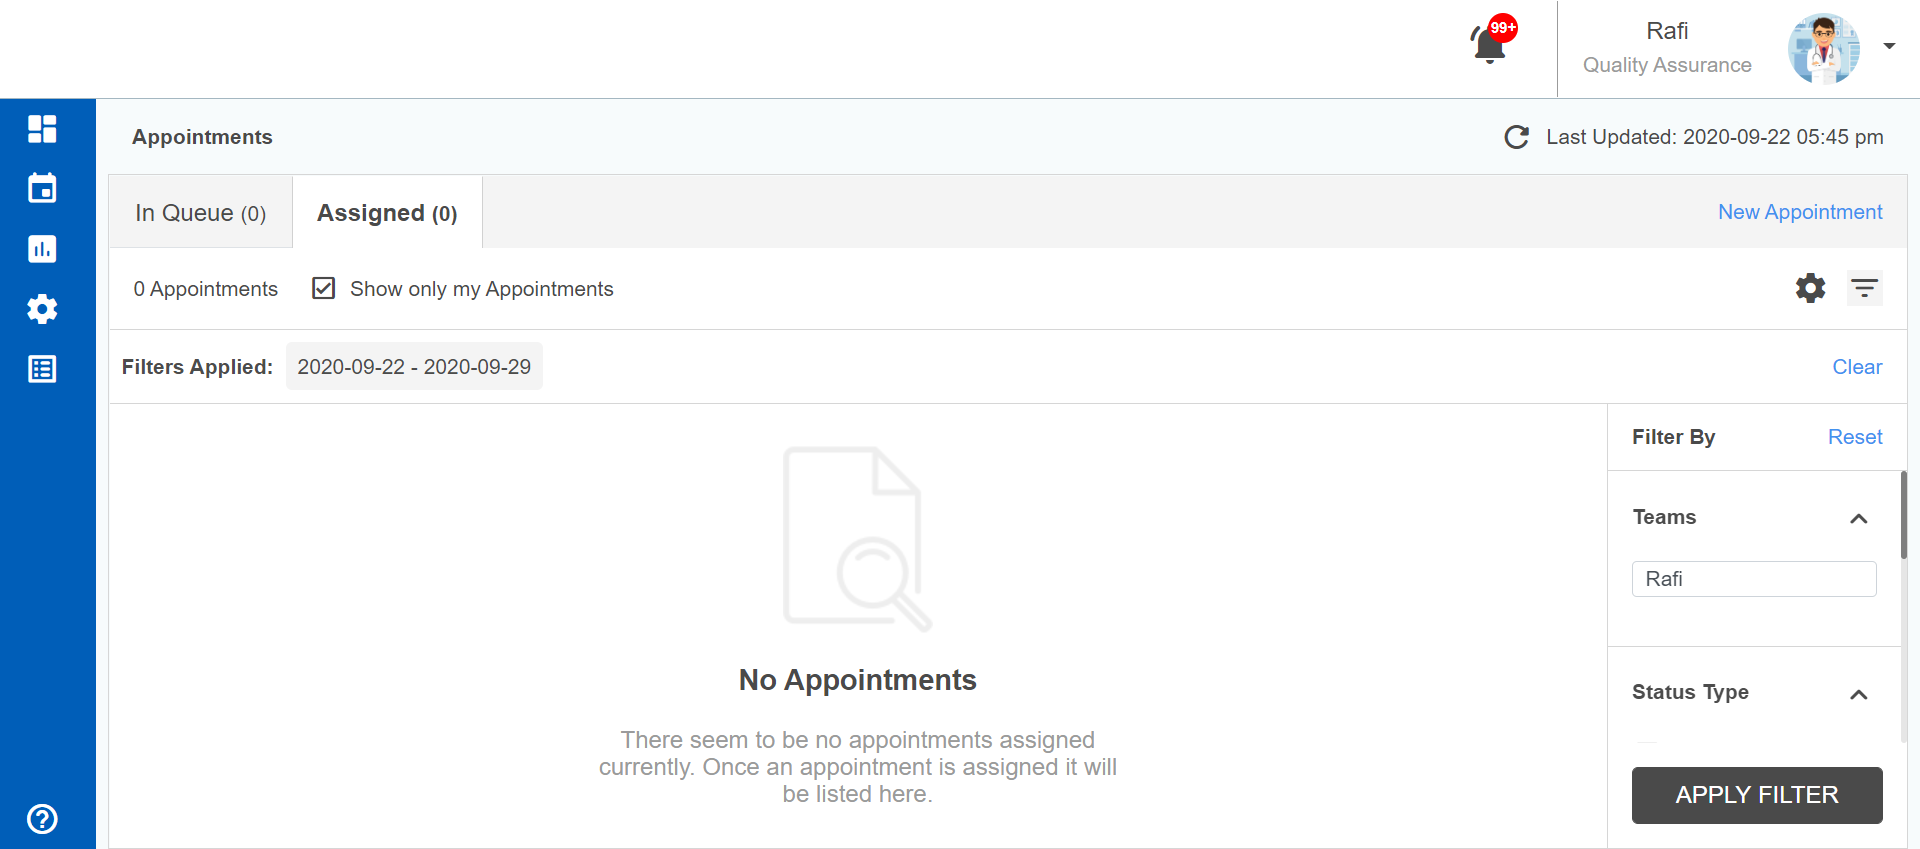 99+
Rafi
Quality Assurance
Appointments
Last Updated: 2020-09-22 05:45 pm
In Queue (0)
Assigned (0)
New Appointment
0 Appointments
Show only my Appointments
Filters Applied:
2020-09-22 - 2020-09-29
Clear
Filter By
Reset
Teams
Rafi
Status Type
APPLY FILTER
No Appointments
There seem to be no appointments assigned
currently. Once an appointment is assigned it will
be listed here.